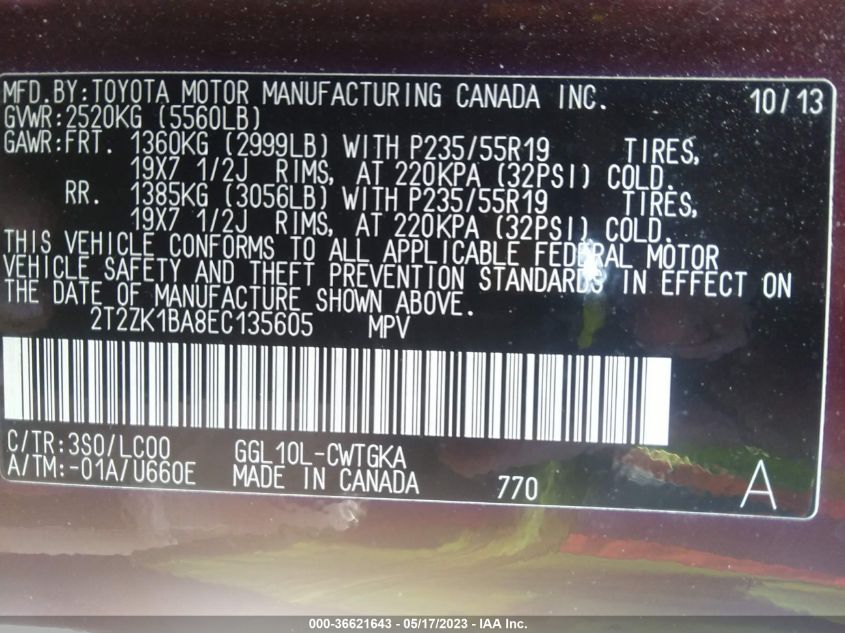 MFD.BY:TOYOTA MOTOR MANUFACTURING CANADA INC. 10/13
GVWR:2520KG (5560LB)
GAWR:FRT. 1360KG (2999LB) WITH P235/55R19 TIRES,
19X7 1/2J RIMS, AT 220KPA (32PSI) COLD.
RR. 1385KG (3056LB) WITH P235/55R19 TIRES,
19X7 1/2J RIMS, AT 220KPA (32PSI) COLD.
THIS VEHICLE CONFORMS TO ALL APPLICABLE FEDERAL MOTOR
VEHICLE SAFETY AND THEFT PREVENTION STANDARDS IN EFFECT ON
THE DATE OF MANUFACTURE SHOWN ABOVE.
2T2ZK1BA8EC135605 MPV
C/TR:3S0/LC00 GGL10L-CWTGKA
A/TM:-01A/U660E MADE IN CANADA 770 A
000-36621643 - 05/17/2023 - IAA Inc.